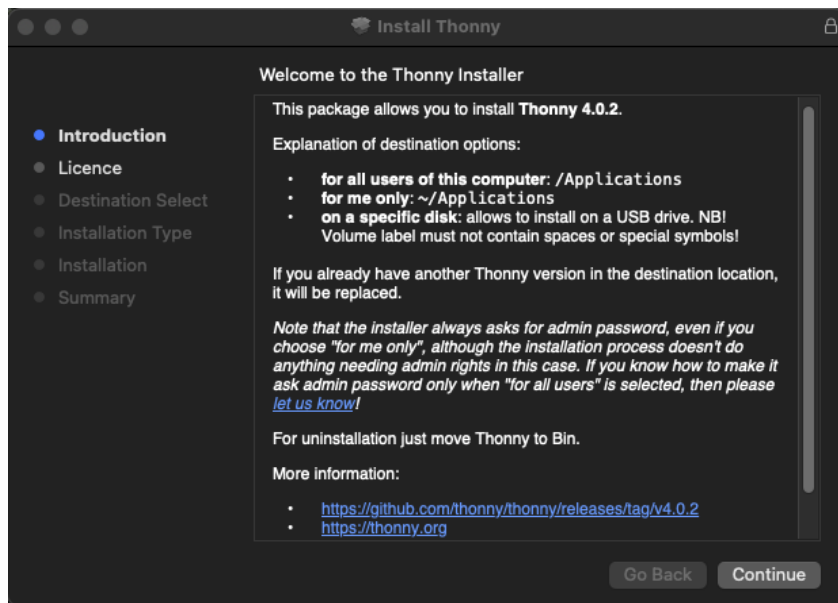 Install Thonny
Welcome to the Thonny Installer
Introduction
Licence
Destination Select
Installation Type
Installation
Summary
This package allows you to install Thonny 4.0.2.
Explanation of destination options:
• for all users of this computer: /Applications
• for me only: ~/Applications
• on a specific disk: allows to install on a USB drive. NB!
Volume label must not contain spaces or special symbols!
If you already have another Thonny version in the destination location,
it will be replaced.
Note that the installer always asks for admin password, even if you
choose "for me only", although the installation process doesn't do
anything needing admin rights in this case. If you know how to make it
ask admin password only when "for all users" is selected, then please
let us know!
For uninstallation just move Thonny to Bin.
More information:
• https://github.com/thonny/thonny/releases/tag/v4.0.2
• https://thonny.org
Go Back
Continue